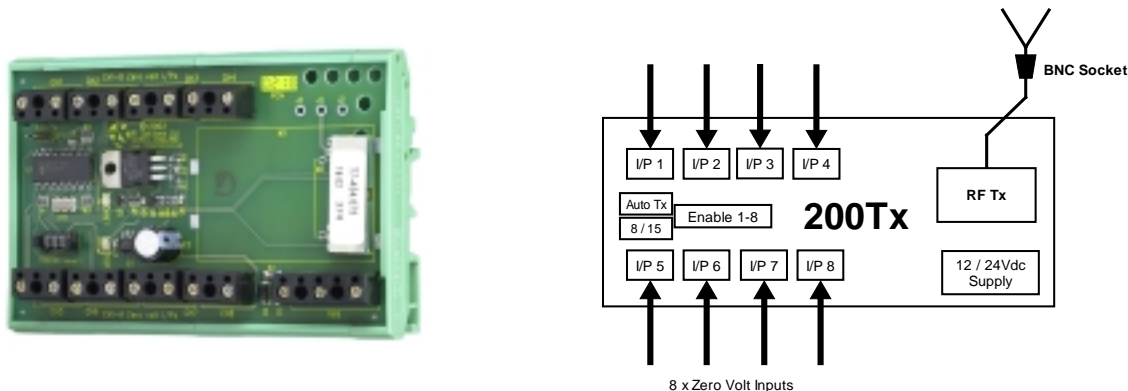 BNC Socket
I/P 1
I/P 2
I/P 3
I/P 4
RF Tx
Auto Tx
8 / 15
Enable 1-8
200Tx
I/P 5
I/P 6
I/P 7
I/P 8
12 / 24Vdc
Supply
8 x Zero Volt Inputs